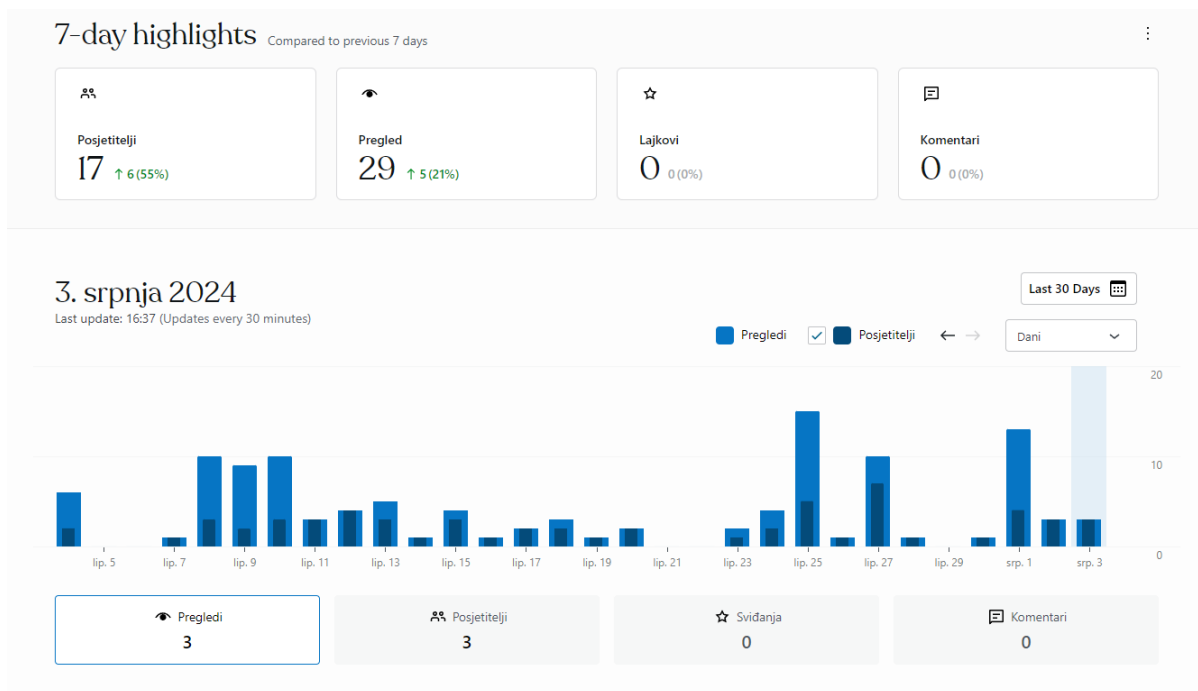 7-day highlights Compared to previous 7 days
Posjetitelji
17 ↑ 6 (55%)
Pregled
29 ↑ 5 (21%)
Lajkovi
0 0 (0%)
Komentari
0 0 (0%)
3. srpnja 2024
Last update: 16:37 (Updates every 30 minutes)
Last 30 Days
Pregledi Posjetitelji ← → Dani
20
10
0
lip. 5 lip. 7 lip. 9 lip. 11 lip. 13 lip. 15 lip. 17 lip. 19 lip. 21 lip. 23 lip. 25 lip. 27 lip. 29 srp. 1 srp. 3
Pregledi
3
Posjetitelji
3
Sviđanja
0
Komentari
0